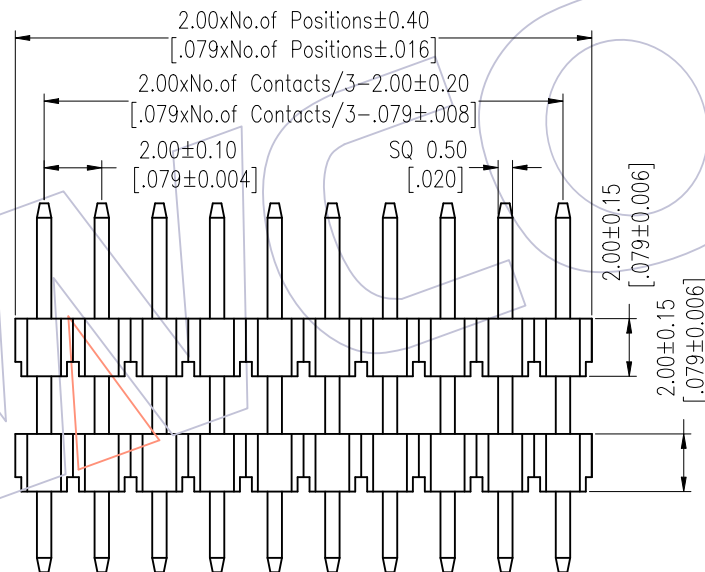 2.00xNo.of Positions±0.40
[.079xNo.of Positions±.016]
2.00xNo.of Contacts/3-2.00±0.20
[.079xNo.of Contacts/3-.079±.008]
2.00±0.10
[.079±0.004]
SQ 0.50
[.020]
2.00±0.15
[.079±0.006]
2.00±0.15
[.079±0.006]
WCO